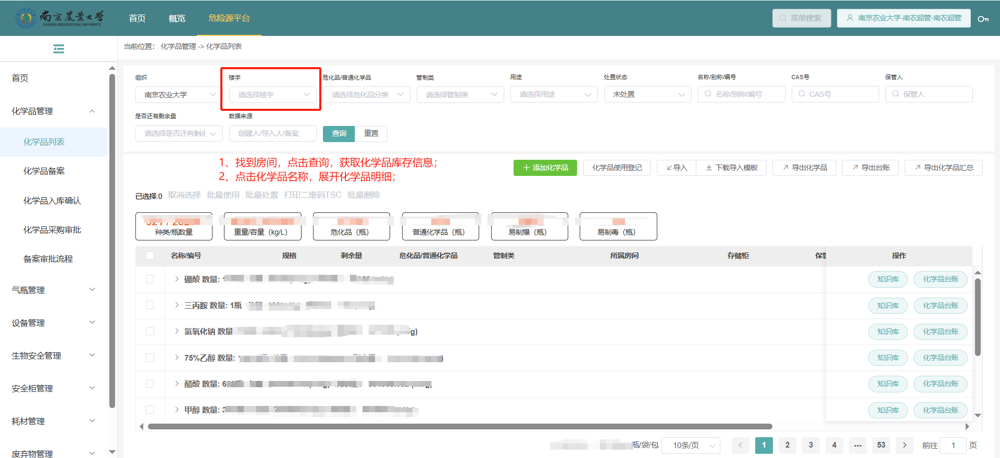 南京農業大學
NANJING AGRICULTURAL UNIVERSITY
首页 概览 危险源平台
菜单搜索
南京农业大学-南农超管-南农超管
当前位置： 化学品管理 -> 化学品列表
首页
化学品管理
化学品列表
化学品备案
化学品入库确认
化学品采购审批
备案审批流程
气瓶管理
设备管理
生物安全管理
安全柜管理
耗材管理
废弃物管理
组织 楼宇 危化品/普通化学品 管制类 用途 处置状态 名称/别称/编号 CAS号 保管人
南京农业大学 请选择楼宇 请选择危化品分类 请选择管制类 请选择用途 未处置 名称/别称/编号 CAS号 保管人
是否还有剩余量 数据来源
请选择是否还有剩余 创建人/导入人/备案 查询 重置
1、找到房间，点击查询，获取化学品库存信息；
2、点击化学品名称，展开化学品明细；
添加化学品 化学品使用登记 导入 下载导入模板 导出化学品 导出台账 导出化学品汇总
已选择:0 取消选择 批量使用 批量处置 打印二维码TSC 批量删除
种类/瓶数量 重量/容量（kg/L） 危化品（瓶） 普通化学品（瓶） 易制爆（瓶） 易制毒（瓶）
名称/编号 规格 剩余量 危化品/普通化学品 管制类 所属房间 存储柜 保管 操作
硼酸 数量: 知识库 化学品台账
三丙胺 数量: 1瓶 知识库 化学品台账
氢氧化钠 数量 知识库 化学品台账
75%乙醇 数量: 知识库 化学品台账
醋酸 数量: 知识库 化学品台账
甲醇 数量: 知识库 化学品台账
瓶/袋/包 10条/页 1 2 3 4 ... 53 前往 1 页